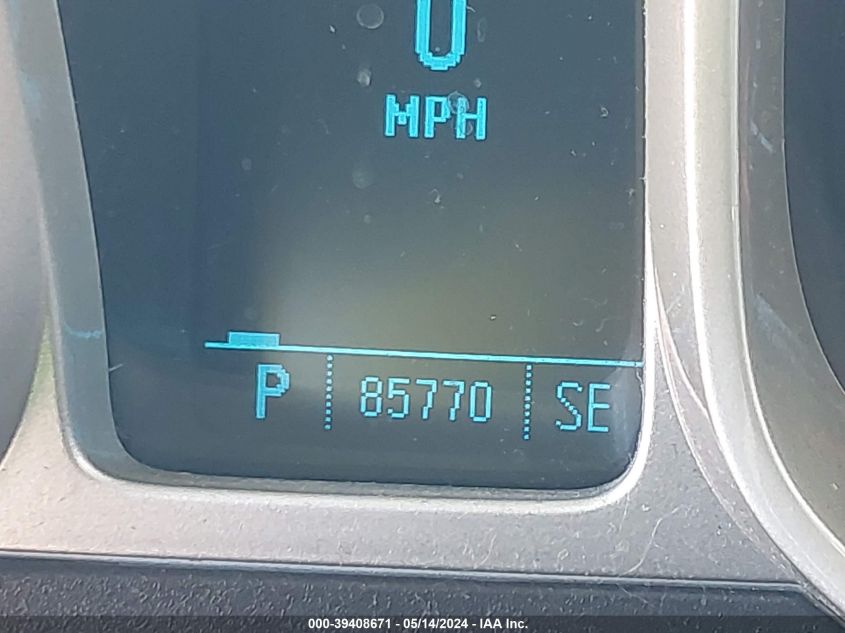 0
MPH
P 85770 SE
000-39408671 - 05/14/2024 - IAA Inc.